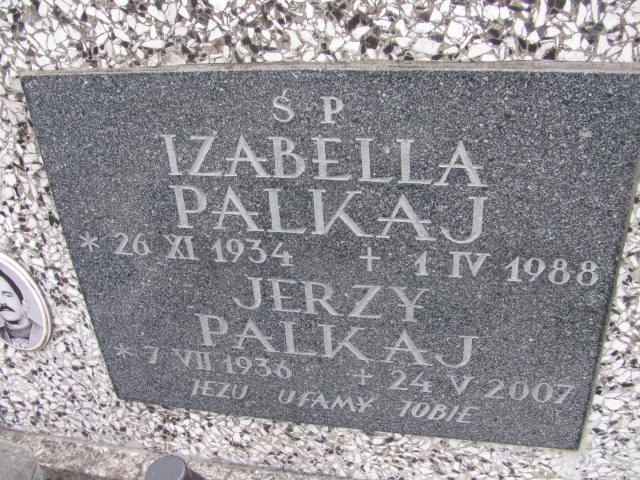 Ś P
IZABELLA
PALKAJ
* 26 XI 1934 + 1 IV 1988
JERZY
PALKAJ
* 7 VII 1936 + 24 V 2007
JEZU, UFAMY TOBIE